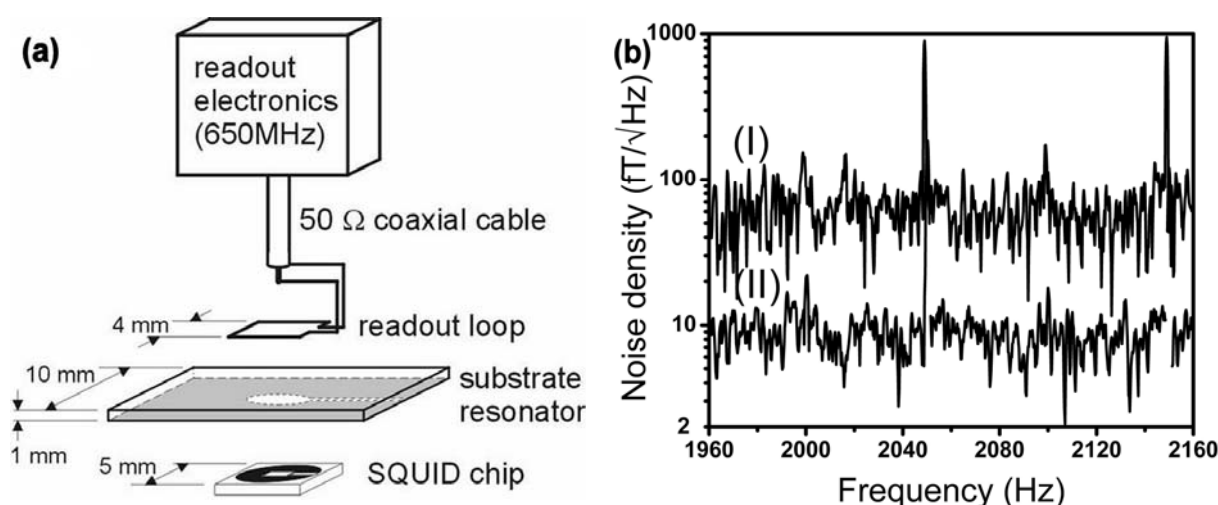 (a)
readout
electronics
(650MHz)
50 Ω coaxial cable
4 mm
readout loop
10 mm
substrate
resonator
1 mm
5 mm
SQUID chip
(b)
Noise density (fT/√Hz)
1000
100
10
2
(I)
(II)
1960 2000 2040 2080 2120 2160
Frequency (Hz)